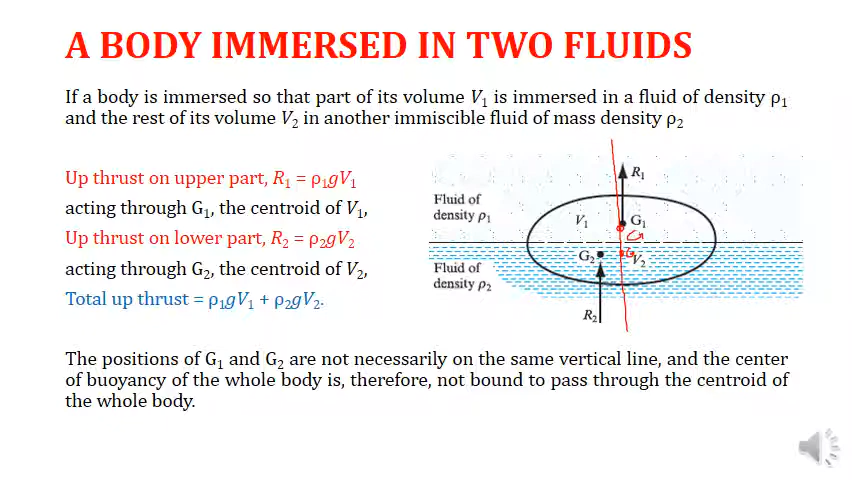 A BODY IMMERSED IN TWO FLUIDS
If a body is immersed so that part of its volume V₁ is immersed in a fluid of density ρ₁
and the rest of its volume V₂ in another immiscible fluid of mass density ρ₂
Up thrust on upper part, R₁ = ρ₁gV₁
acting through G₁, the centroid of V₁,
Up thrust on lower part, R₂ = ρ₂gV₂
acting through G₂, the centroid of V₂,
Total up thrust = ρ₁gV₁ + ρ₂gV₂.
R₁
Fluid of
density ρ₁
V₁
G₁
G₂
V₂
Fluid of
density ρ₂
R₂
The positions of G₁ and G₂ are not necessarily on the same vertical line, and the center
of buoyancy of the whole body is, therefore, not bound to pass through the centroid of
the whole body.